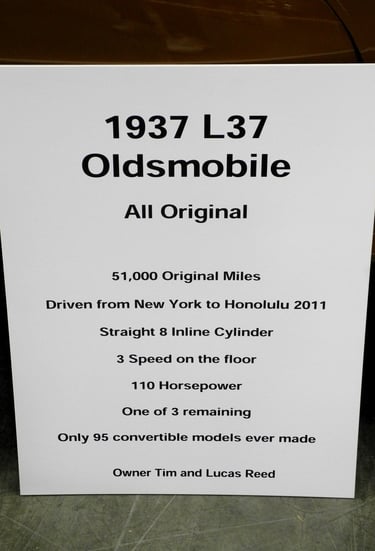 1937 L37
Oldsmobile
All Original
51,000 Original Miles
Driven from New York to Honolulu 2011
Straight 8 Inline Cylinder
3 Speed on the floor
110 Horsepower
One of 3 remaining
Only 95 convertible models ever made
Owner Tim and Lucas Reed